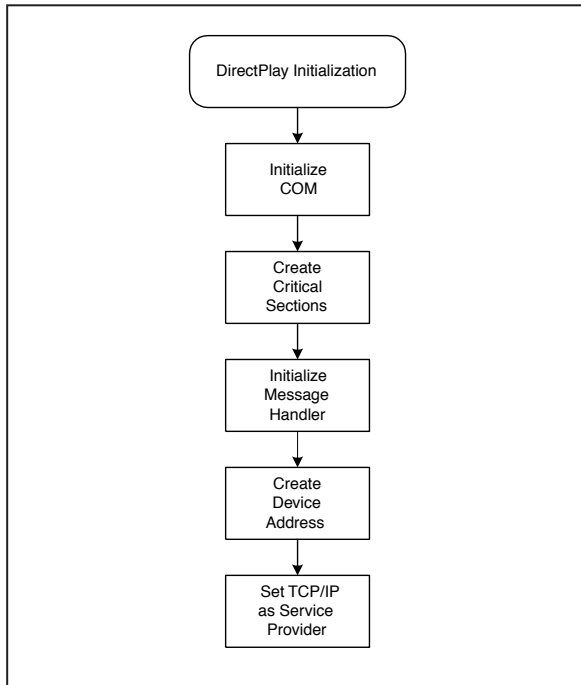 DirectPlay Initialization
Initialize
COM
Create
Critical
Sections
Initialize
Message
Handler
Create
Device
Address
Set TCP/IP
as Service
Provider